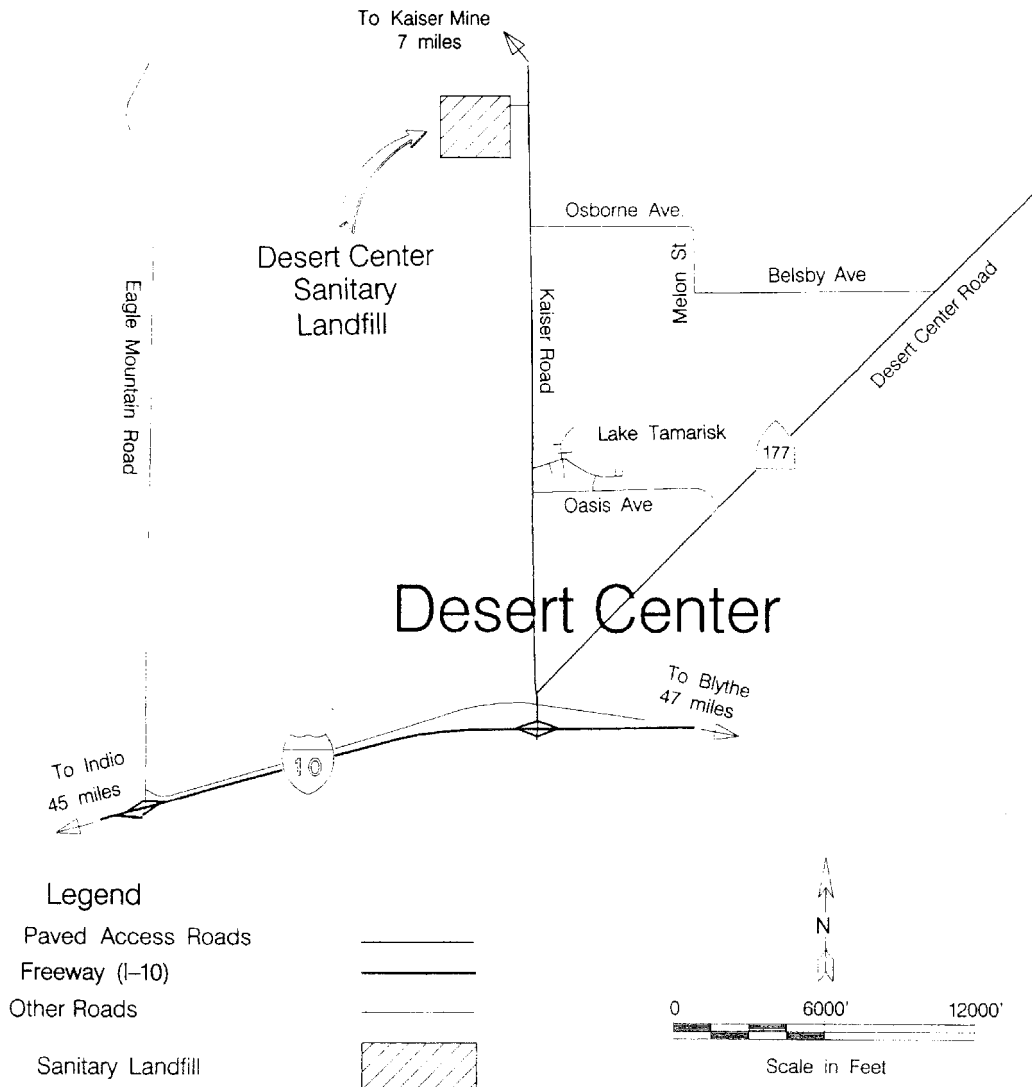 To Kaiser Mine
7 miles
Osborne Ave.
Desert Center
Sanitary
Landfill
Melon St
Belsby Ave
Eagle Mountain Road
Kaiser Road
Desert Center Road
Lake Tamarisk
177
Oasis Ave
Desert Center
To Blythe
47 miles
To Indio
45 miles
10
Legend
Paved Access Roads
Freeway (I-10)
Other Roads
Sanitary Landfill
N
0 6000' 12000'
Scale in Feet